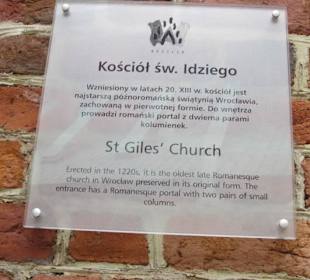 Kościół św. Idziego
Wzniesiony w latach 20. XIII w. kościół jest
najstarszą późnoromańską świątynią Wrocławia,
zachowaną w pierwotnej formie. Do wnętrza
prowadzi romański portal z dwiema parami
kolumienek.
St Giles' Church
Erected in the 1220s, it is the oldest late Romanesque
church in Wrocław preserved in its original form. The
entrance has a Romanesque portal with two pairs of small
columns.